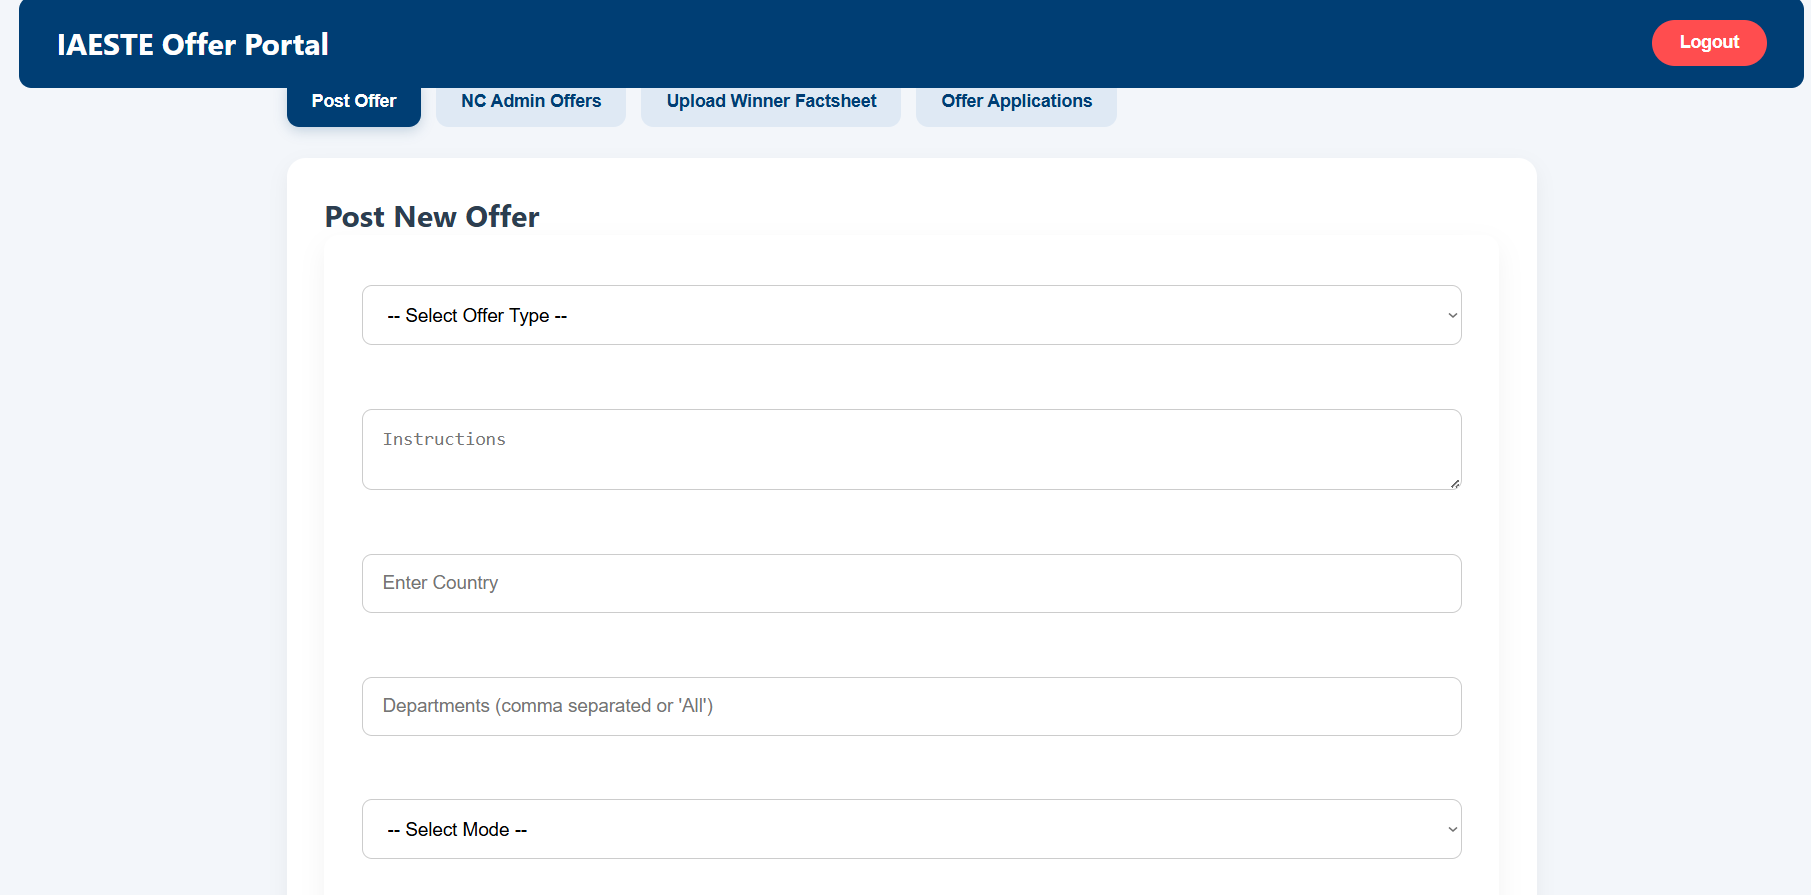 IAESTE Offer Portal
Logout
Post Offer
NC Admin Offers
Upload Winner Factsheet
Offer Applications
Post New Offer
-- Select Offer Type --
Instructions
Enter Country
Departments (comma separated or 'All')
-- Select Mode --